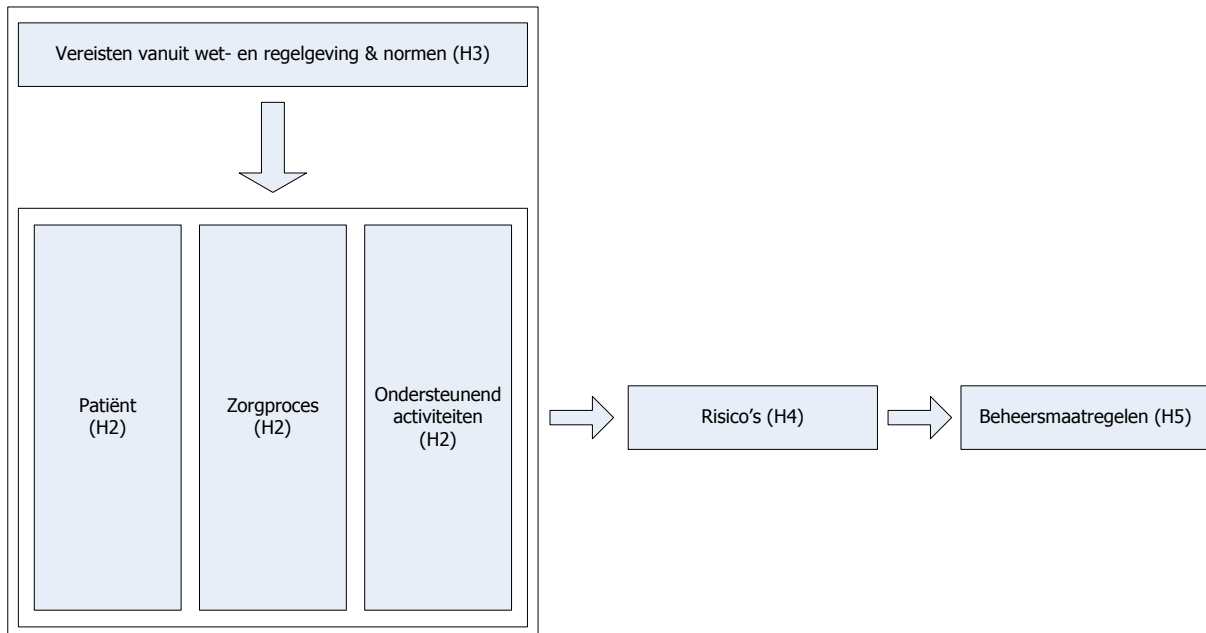 Vereisten vanuit wet- en regelgeving & normen (H3)
Patiënt
(H2)
Zorgproces
(H2)
Ondersteunend
activiteiten
(H2)
Risico’s (H4)
Beheersmaatregelen (H5)